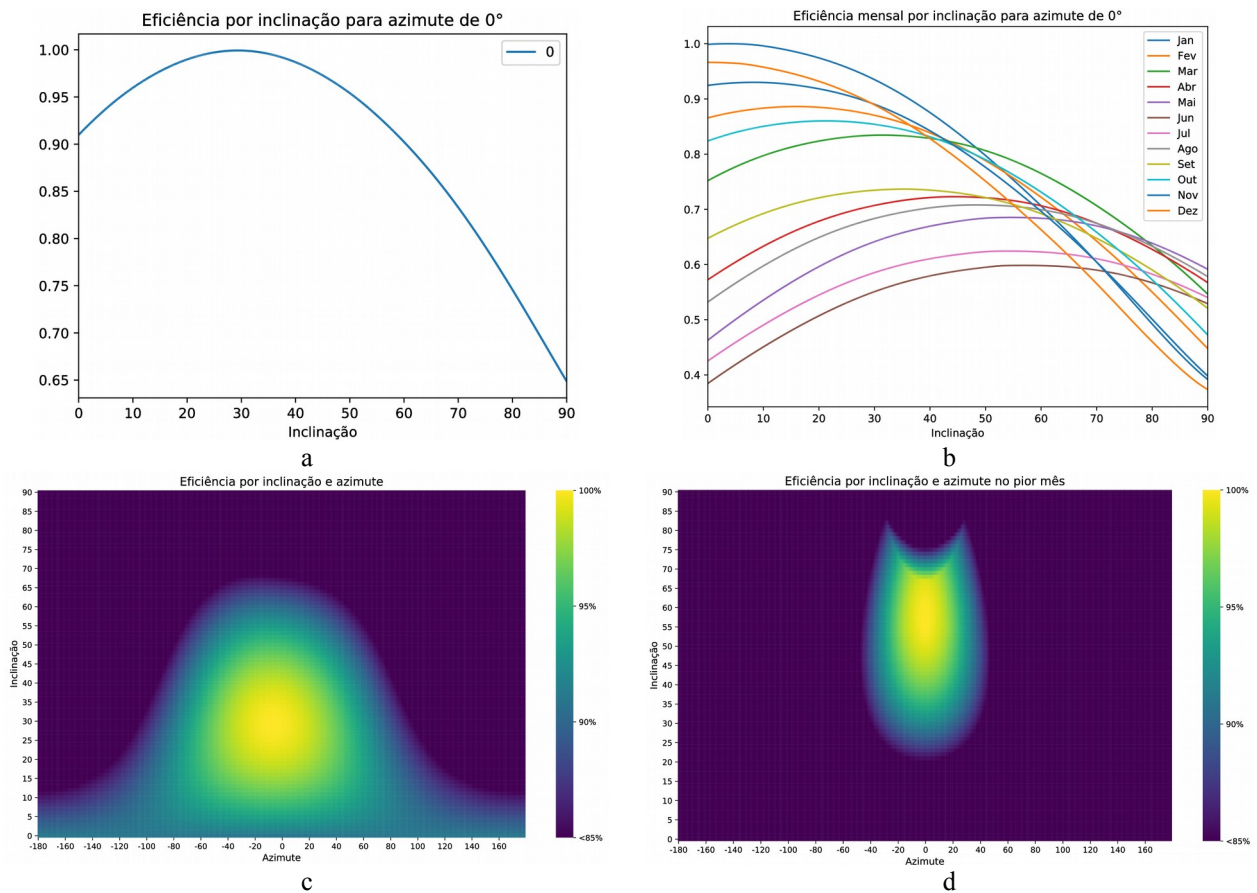 Eficiência por inclinação para azimute de 0°
1.00
0.95
0.90
0.85
0.80
0.75
0.70
0.65
0 10 20 30 40 50 60 70 80 90
Inclinação
0
a
Eficiência mensal por inclinação para azimute de 0°
1.0
0.9
0.8
0.7
0.6
0.5
0.4
0 10 20 30 40 50 60 70 80 90
Inclinação
Jan
Fev
Mar
Abr
Mai
Jun
Jul
Ago
Set
Out
Nov
Dez
b
Eficiência por inclinação e azimute
90
85
80
75
70
65
60
55
50
45
40
35
30
25
20
15
10
5
0
Inclinação
-180 -160 -140 -120 -100 -80 -60 -40 -20 0 20 40 60 80 100 120 140 160
Azimute
100%
95%
90%
<85%
c
Eficiência por inclinação e azimute no pior mês
90
85
80
75
70
65
60
55
50
45
40
35
30
25
20
15
10
5
0
Inclinação
-180 -160 -140 -120 -100 -80 -60 -40 -20 0 20 40 60 80 100 120 140 160
Azimute
100%
95%
90%
<85%
d